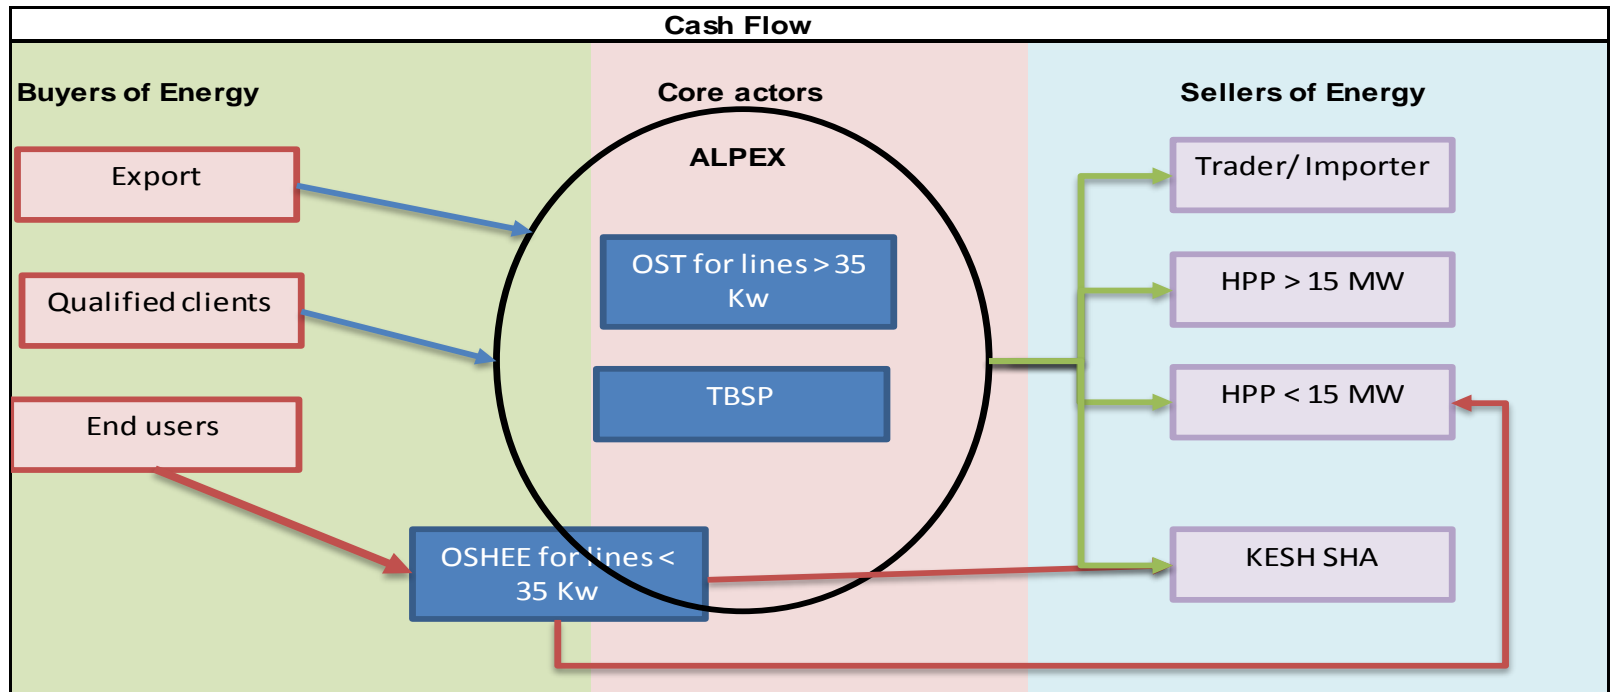 Cash Flow
Buyers of Energy
Core actors
Sellers of Energy
ALPEX
Export
Trader/ Importer
OST for lines > 35
Kw
HPP > 15 MW
Qualified clients
TBSP
HPP < 15 MW
End users
OSHEE for lines <
35 Kw
KESH SHA